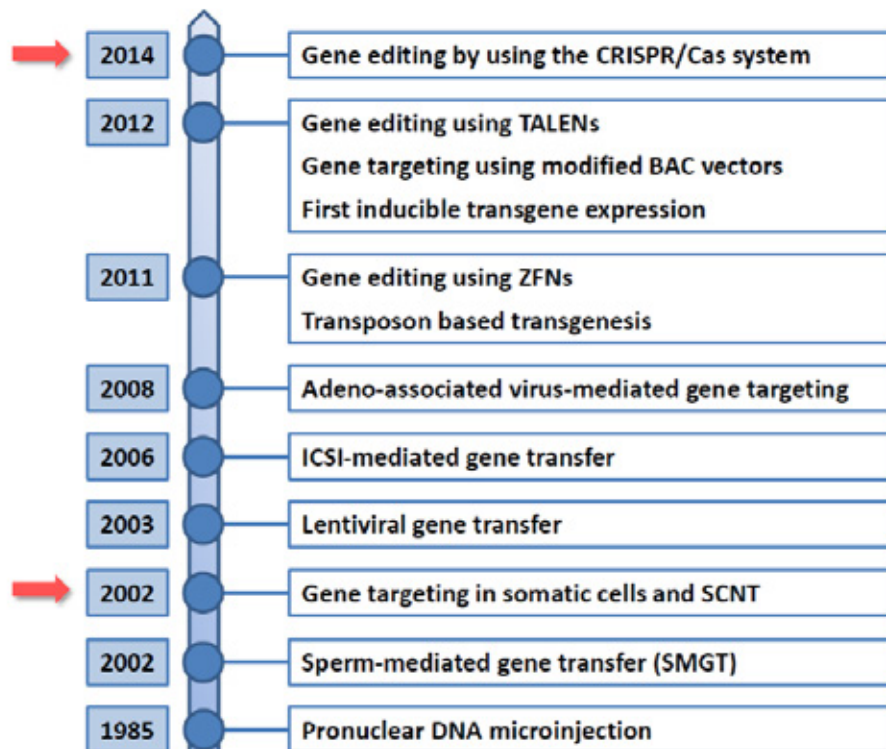 2014 Gene editing by using the CRISPR/Cas system
2012 Gene editing using TALENs
Gene targeting using modified BAC vectors
First inducible transgene expression
2011 Gene editing using ZFNs
Transposon based transgenesis
2008 Adeno-associated virus-mediated gene targeting
2006 ICSI-mediated gene transfer
2003 Lentiviral gene transfer
2002 Gene targeting in somatic cells and SCNT
2002 Sperm-mediated gene transfer (SMGT)
1985 Pronuclear DNA microinjection